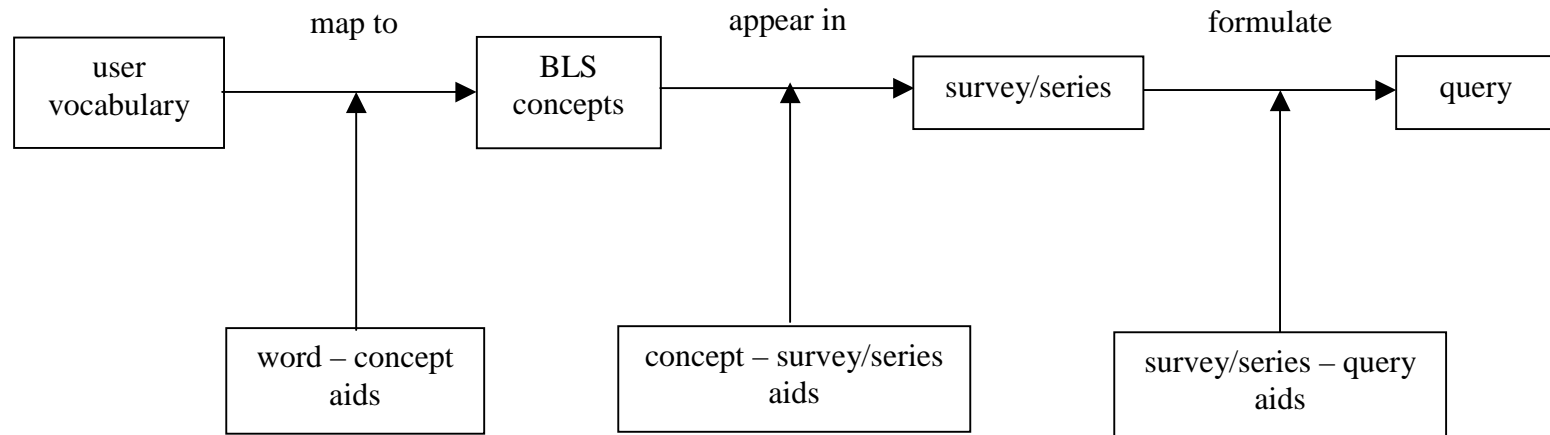 map to
appear in
formulate
user
vocabulary
BLS
concepts
survey/series
query
word – concept
aids
concept – survey/series
aids
survey/series – query
aids